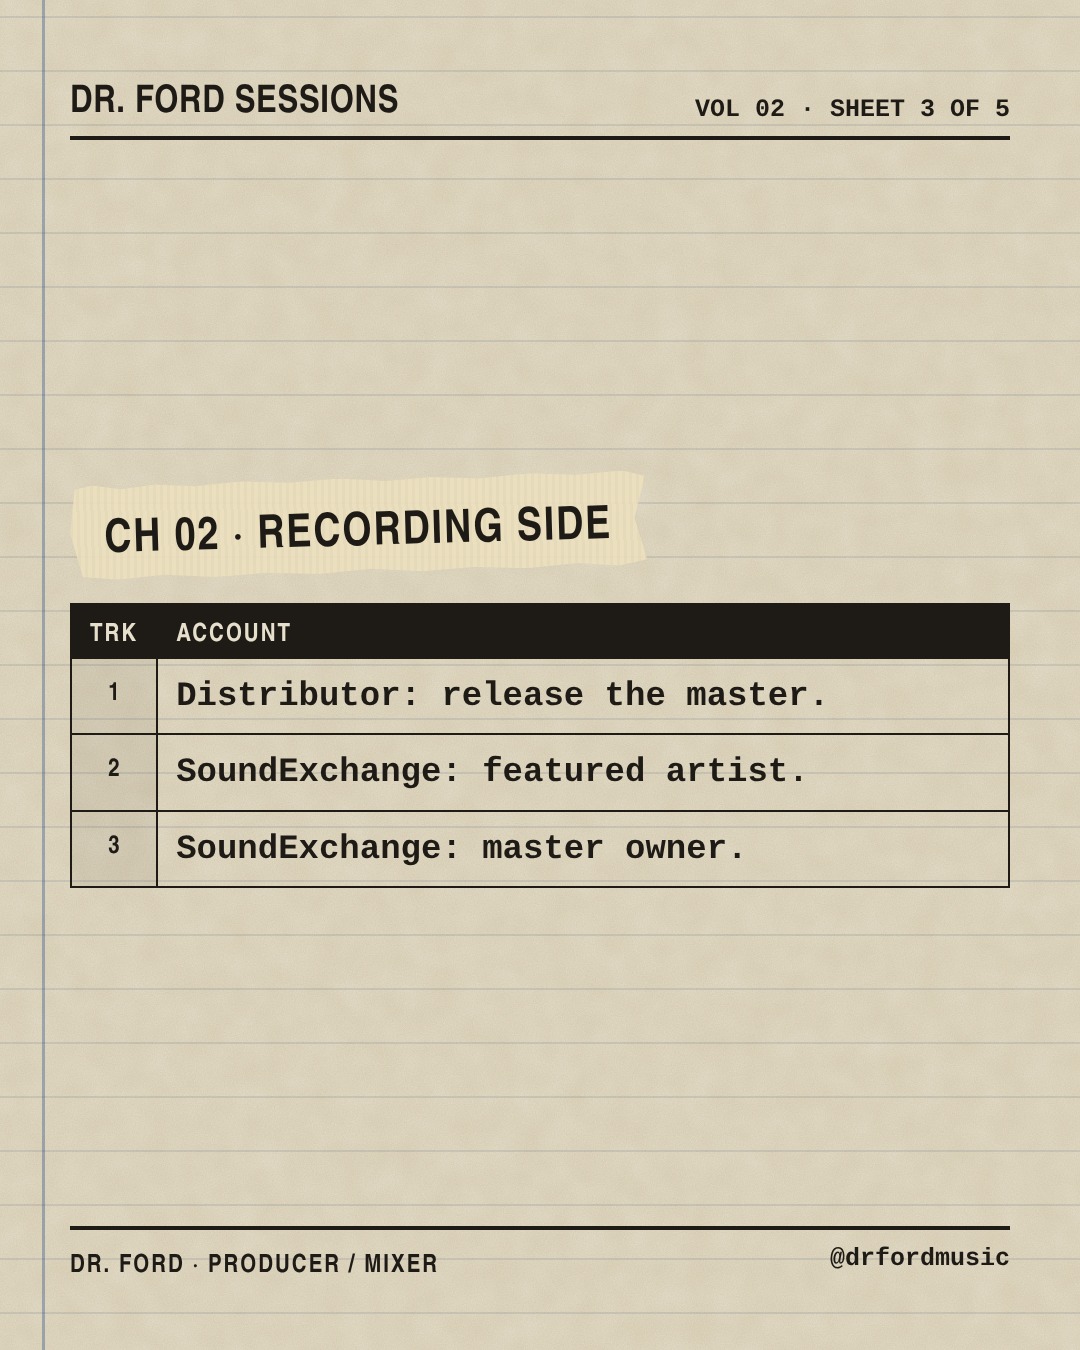 DR. FORD SESSIONS
VOL 02 · SHEET 3 OF 5
CH 02 · RECORDING SIDE
TRK ACCOUNT
1 Distributor: release the master.
2 SoundExchange: featured artist.
3 SoundExchange: master owner.
DR. FORD · PRODUCER / MIXER
@drfordmusic